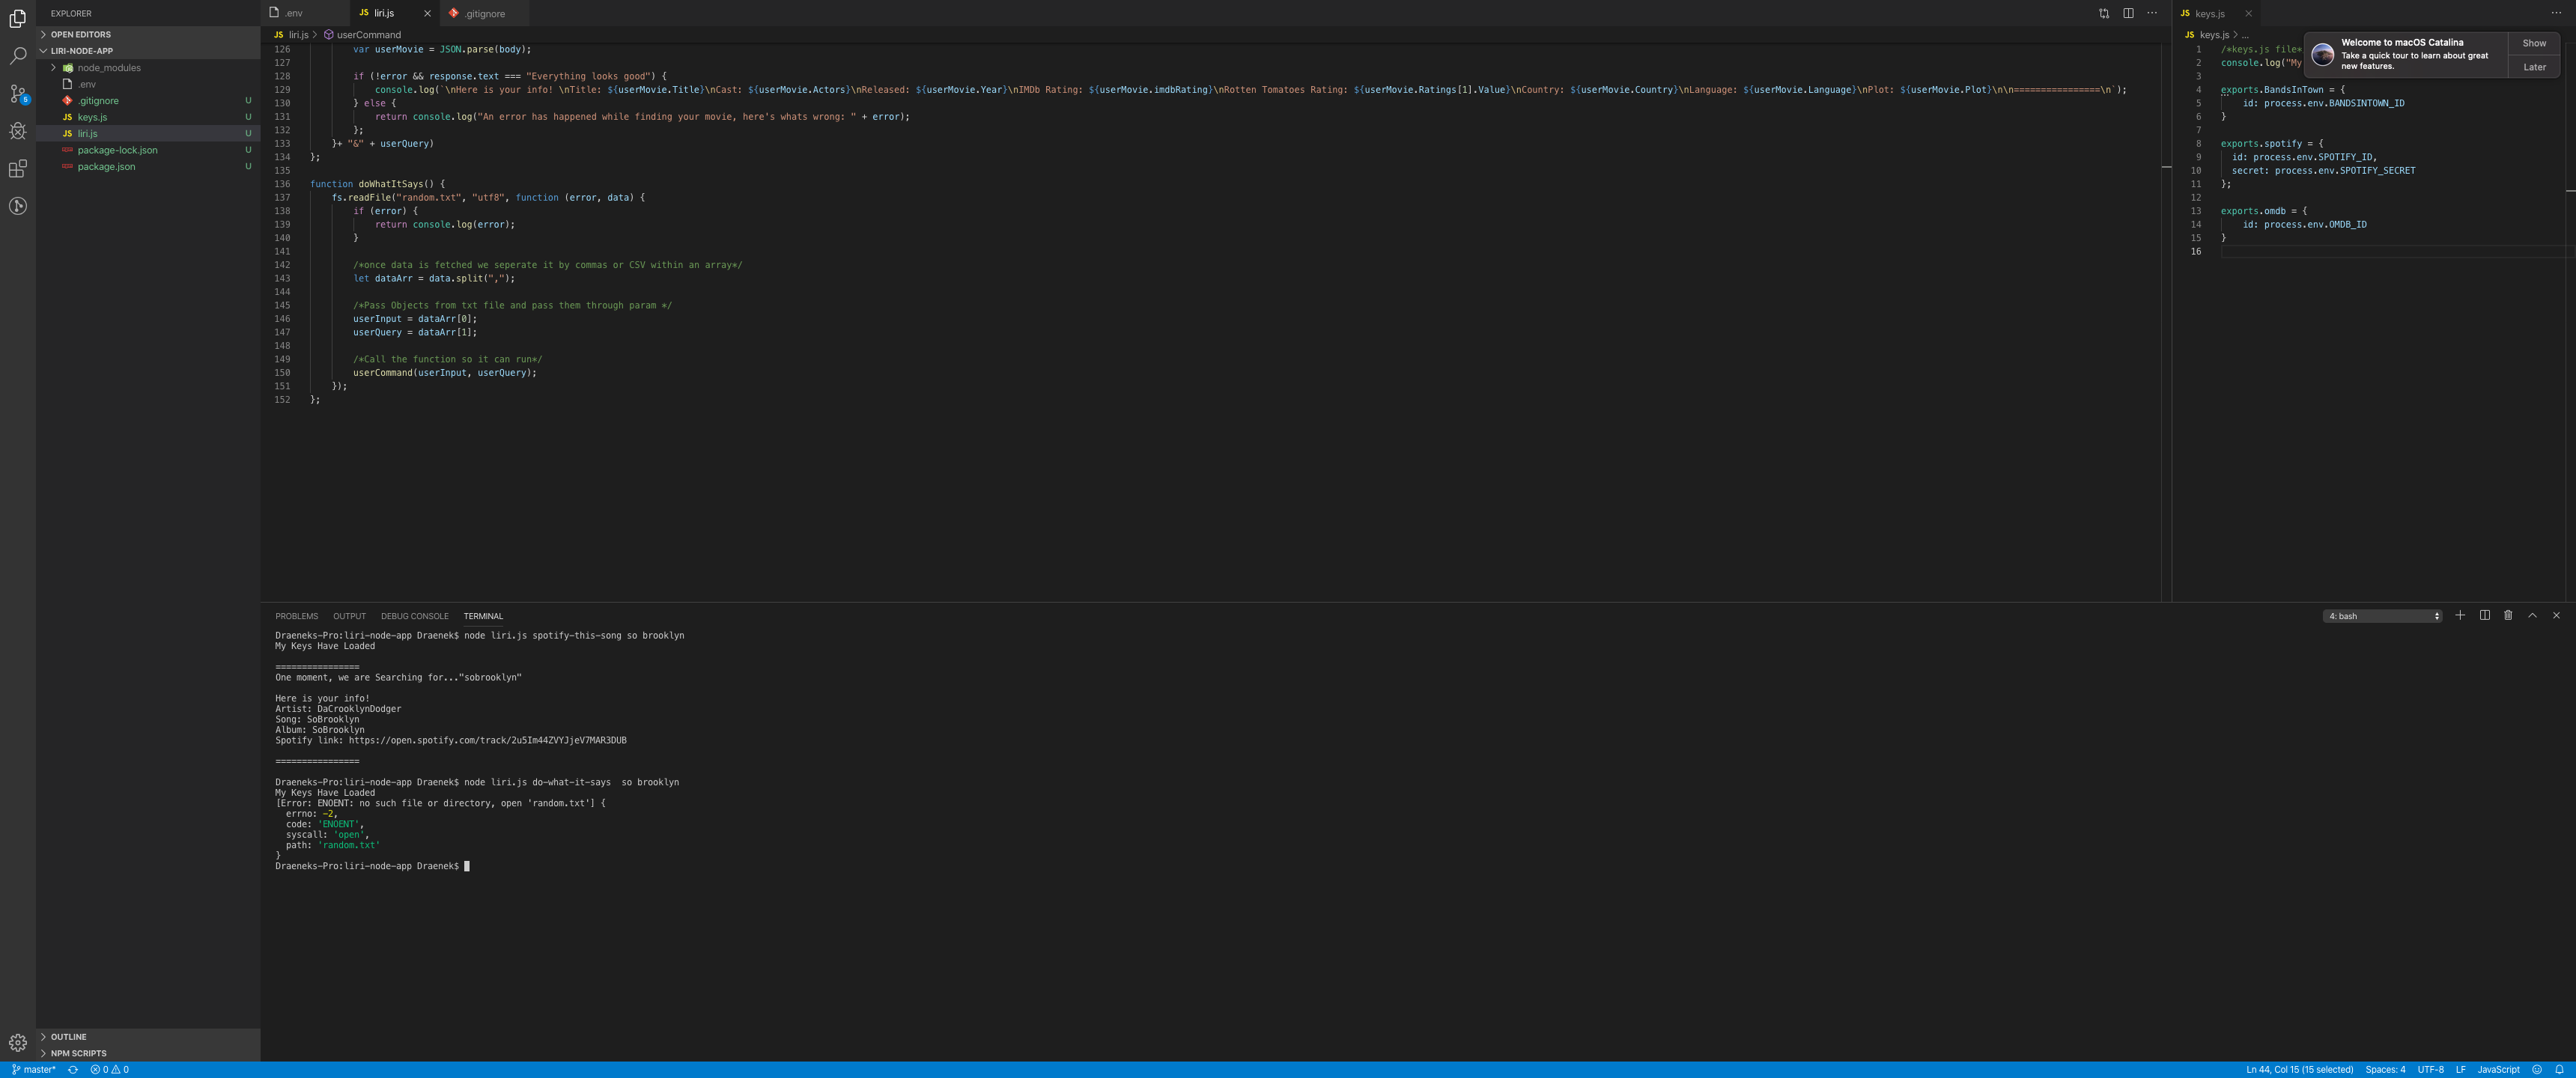 EXPLORER
OPEN EDITORS
LIRI-NODE-APP
node_modules
.env
.gitignore U
JS keys.js U
JS liri.js U
package-lock.json U
package.json U
OUTLINE
NPM SCRIPTS
5
.env
JS liri.js
.gitignore
JS liri.js > userCommand
126 var userMovie = JSON.parse(body);
127
128 if (!error && response.text === "Everything looks good") {
129 console.log(`\nHere is your info! \nTitle: ${userMovie.Title}\nCast: ${userMovie.Actors}\nReleased: ${userMovie.Year}\nIMDb Rating: ${userMovie.imdbRating}\nRotten Tomatoes Rating: ${userMovie.Ratings[1].Value}\nCountry: ${userMovie.Country}\nLanguage: ${userMovie.Language}\nPlot: ${userMovie.Plot}\n\n================\n`);
130 } else {
131 return console.log("An error has happened while finding your movie, here's whats wrong: " + error);
132 };
133 }+ "&" + userQuery)
134 };
135
136 function doWhatItSays() {
137 fs.readFile("random.txt", "utf8", function (error, data) {
138 if (error) {
139 return console.log(error);
140 }
141
142 /*once data is fetched we seperate it by commas or CSV within an array*/
143 let dataArr = data.split(",");
144
145 /*Pass Objects from txt file and pass them through param */
146 userInput = dataArr[0];
147 userQuery = dataArr[1];
148
149 /*Call the function so it can run*/
150 userCommand(userInput, userQuery);
151 });
152 };
JS keys.js
JS keys.js > ...
1 /*keys.js file*
2 console.log("My
3
4 exports.BandsInTown = {
5 id: process.env.BANDSINTOWN_ID
6 }
7
8 exports.spotify = {
9 id: process.env.SPOTIFY_ID,
10 secret: process.env.SPOTIFY_SECRET
11 };
12
13 exports.omdb = {
14 id: process.env.OMDB_ID
15 }
16
Welcome to macOS Catalina
Take a quick tour to learn about great
new features.
Show
Later
PROBLEMS OUTPUT DEBUG CONSOLE TERMINAL
4: bash
Draeneks-Pro:liri-node-app Draenek$ node liri.js spotify-this-song so brooklyn
My Keys Have Loaded
================
One moment, we are Searching for..."sobrooklyn"
Here is your info!
Artist: DaCrooklynDodger
Song: SoBrooklyn
Album: SoBrooklyn
Spotify link: https://open.spotify.com/track/2u5Im44ZVYJjeV7MAR3DUB
================
Draeneks-Pro:liri-node-app Draenek$ node liri.js do-what-it-says  so brooklyn
My Keys Have Loaded
[Error: ENOENT: no such file or directory, open 'random.txt'] {
errno: -2,
code: 'ENOENT',
syscall: 'open',
path: 'random.txt'
}
Draeneks-Pro:liri-node-app Draenek$
master* 0 0
Ln 44, Col 15 (15 selected) Spaces: 4 UTF-8 LF JavaScript